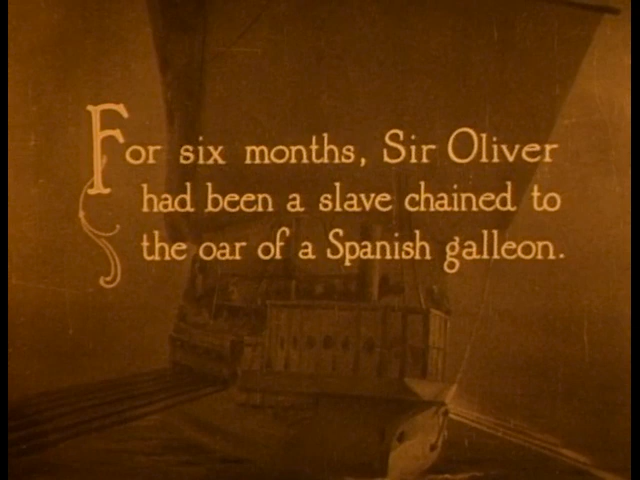 For six months, Sir Oliver
had been a slave chained to
the oar of a Spanish galleon.